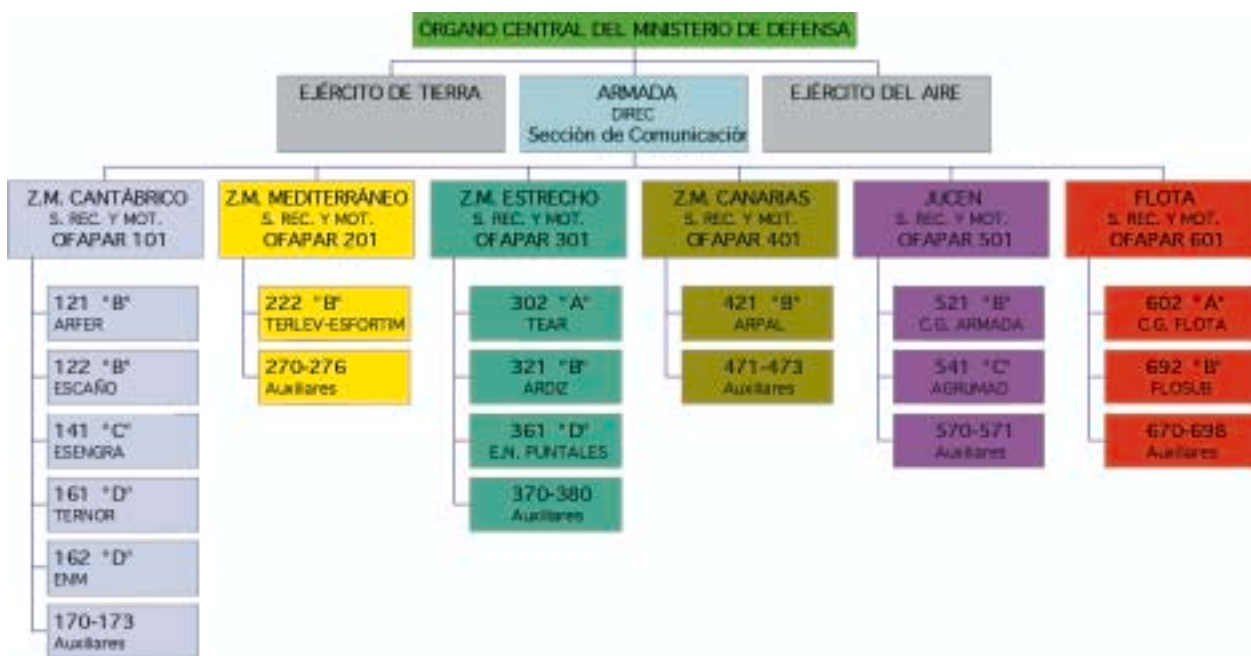 ÓRGANO CENTRAL DEL MINISTERIO DE DEFENSA
EJÉRCITO DE TIERRA
ARMADA
DIREC
Sección de Comunicación
EJÉRCITO DEL AIRE
Z.M. CANTÁBRICO
S. REC. Y MOT.
OFAPAR 101
Z.M. MEDITERRÁNEO
S. REC. Y MOT.
OFAPAR 201
Z.M. ESTRECHO
S. REC. Y MOT.
OFAPAR 301
Z.M. CANARIAS
S. REC. Y MOT.
OFAPAR 401
JUCEN
S. REC. Y MOT.
OFAPAR 501
FLOTA
S. REC. Y MOT.
OFAPAR 601
121 "B"
ARFER
122 "B"
ESCAÑO
141 "C"
ESENGRA
161 "D"
TERNOR
162 "D"
ENM
170-173
Auxiliares
222 "B"
TERLEV-ESFORTIM
270-276
Auxiliares
302 "A"
TEAR
321 "B"
ARDIZ
361 "D"
E.N. PUNTALES
370-380
Auxiliares
421 "B"
ARPAL
471-473
Auxiliares
521 "B"
C.G. ARMADA
541 "C"
AGRUMAD
570-571
Auxiliares
602 "A"
C.G. FLOTA
692 "B"
FLOSUB
670-698
Auxiliares